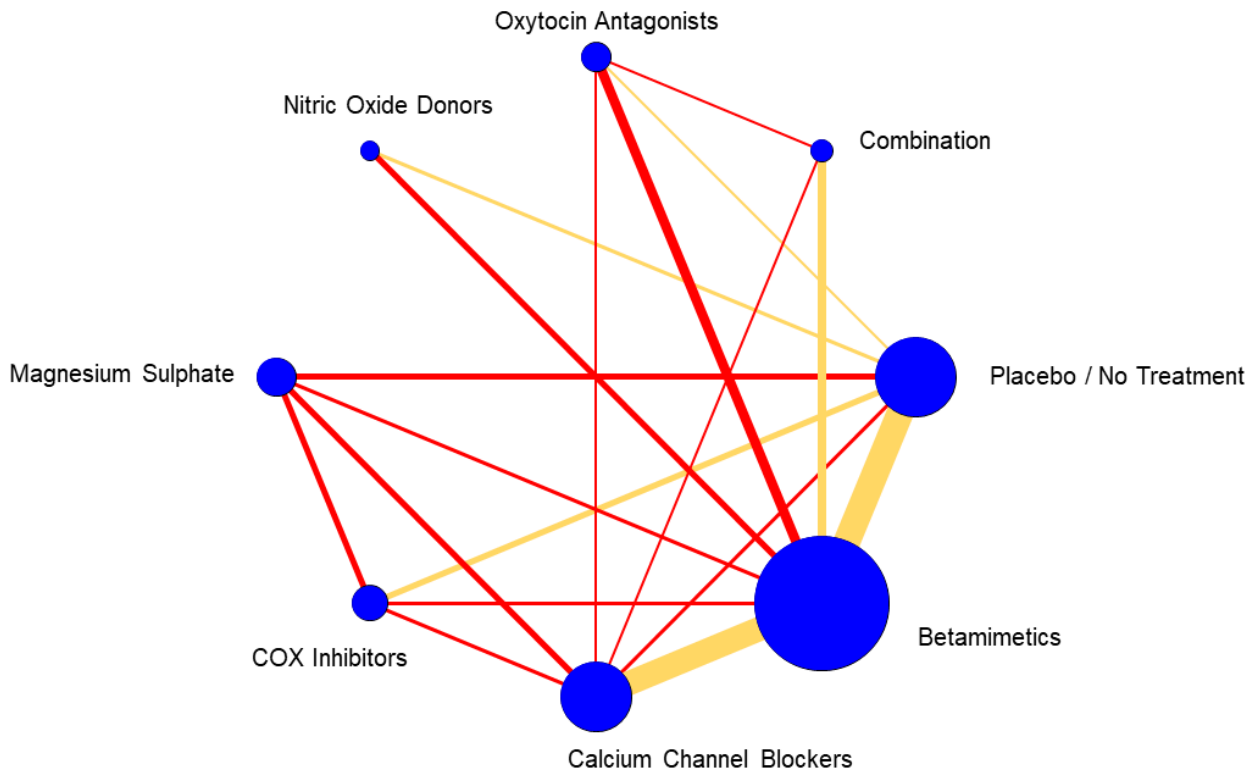 Oxytocin Antagonists
Nitric Oxide Donors
Combination
Magnesium Sulphate
Placebo / No Treatment
Betamimetics
COX Inhibitors
Calcium Channel Blockers